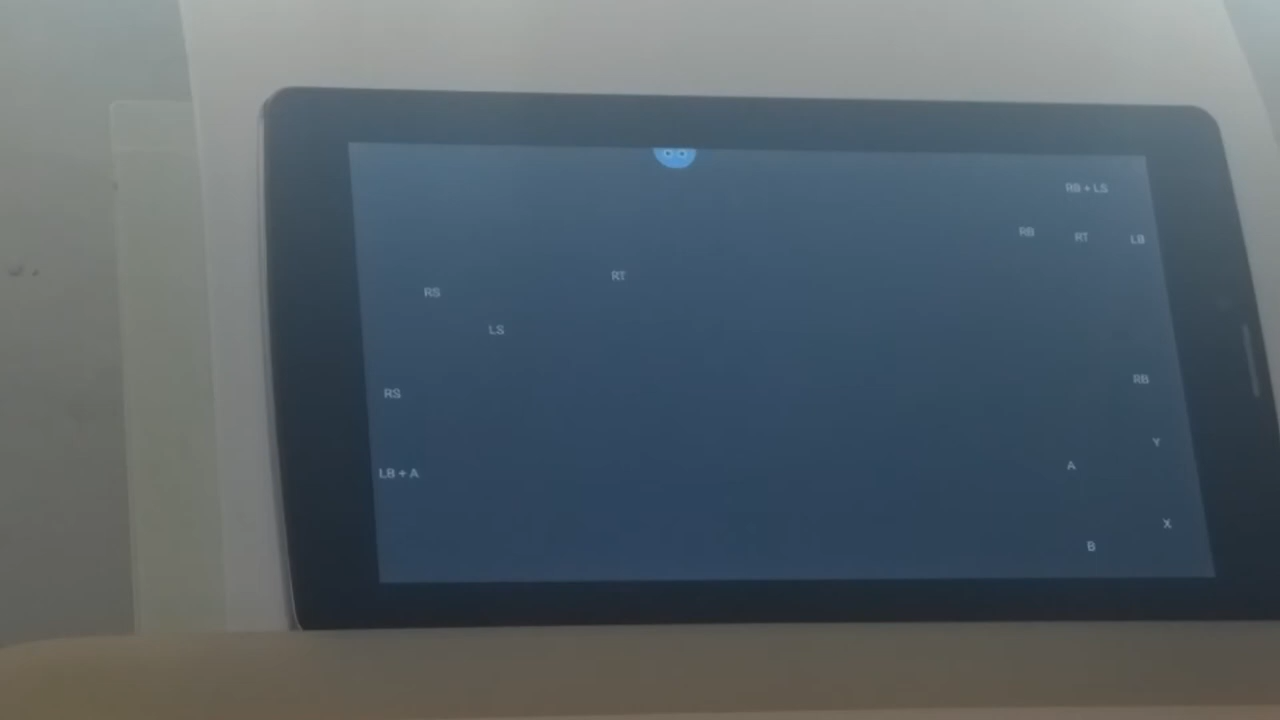 RB + LS
RB RT LB
RT
RS
LS
RB
RS
Y
A
LB + A
X
B